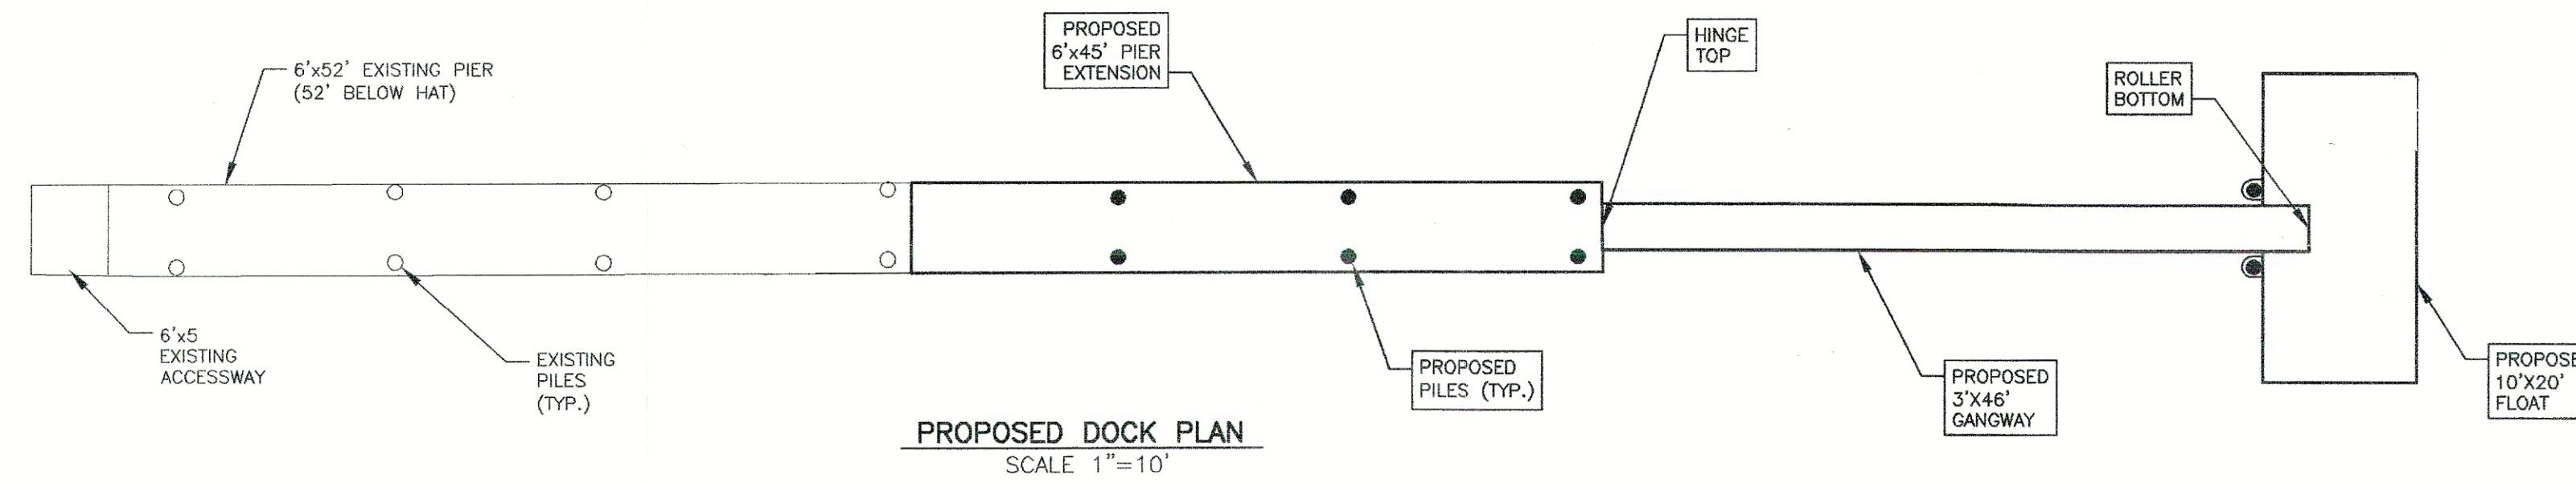 PROPOSED
6'x45' PIER
EXTENSION
HINGE
TOP
6'x52' EXISTING PIER
(52' BELOW HAT)
ROLLER
BOTTOM
6'x5
EXISTING
ACCESSWAY
EXISTING
PILES
(TYP.)
PROPOSED
PILES (TYP.)
PROPOSED
3'X46'
GANGWAY
PROPOSE
10'X20'
FLOAT
PROPOSED DOCK PLAN
SCALE 1"=10'